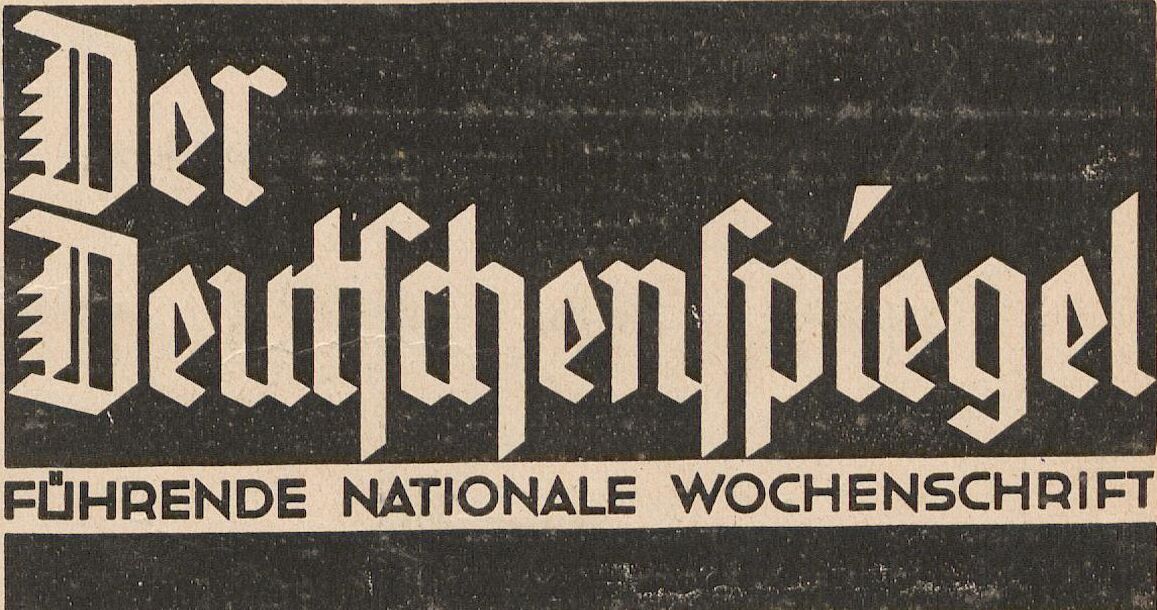 Der
Deutſchenſpiegel
FÜHRENDE NATIONALE WOCHENSCHRIFT